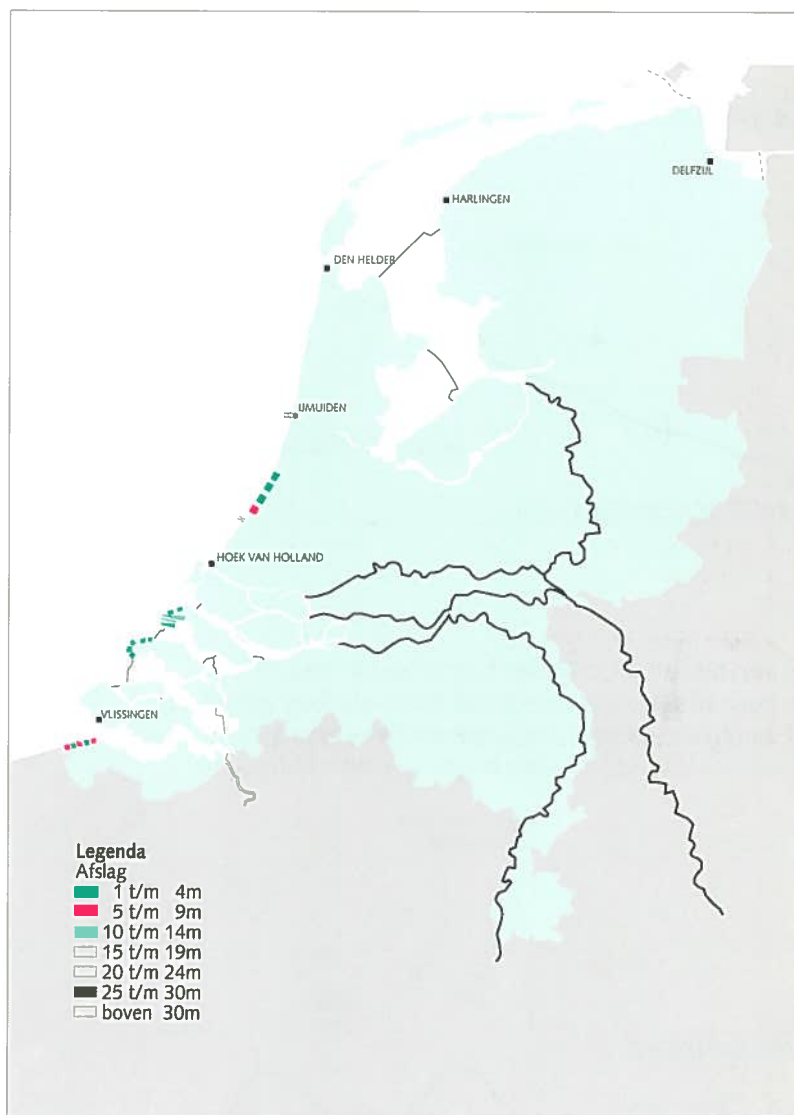 DELFZIJL
HARLINGEN
DEN HELDER
IJMUIDEN
HOEK VAN HOLLAND
VLISSINGEN
Legenda
Afslag
1 t/m 4m
5 t/m 9m
10 t/m 14m
15 t/m 19m
20 t/m 24m
25 t/m 30m
boven 30m